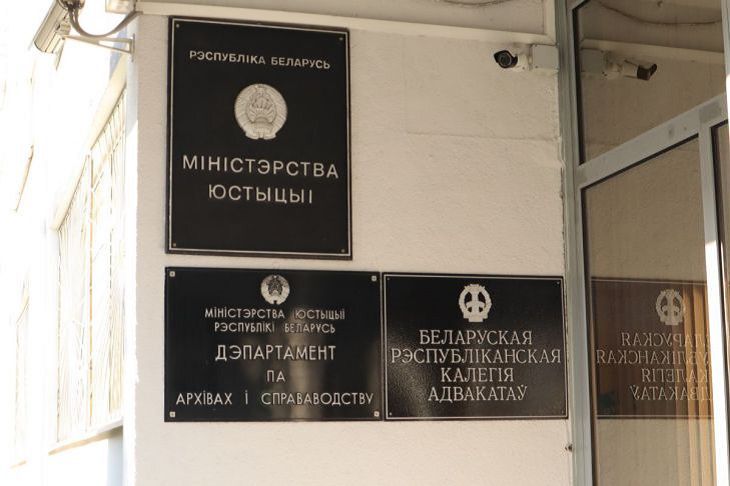 РЭСПУБЛІКА БЕЛАРУСЬ
МІНІСТЭРСТВА
ЮСТЫЦЫІ
МІНІСТЭРСТВА ЮСТЫЦЫІ
РЭСПУБЛІКІ БЕЛАРУСЬ
ДЭПАРТАМЕНТ
ПА
АРХІВАХ І СПРАВАВОДСТВУ
БЕЛАРУСКАЯ
РЭСПУБЛІКАНСКАЯ
КАЛЕГІЯ
АДВАКАТАЎ